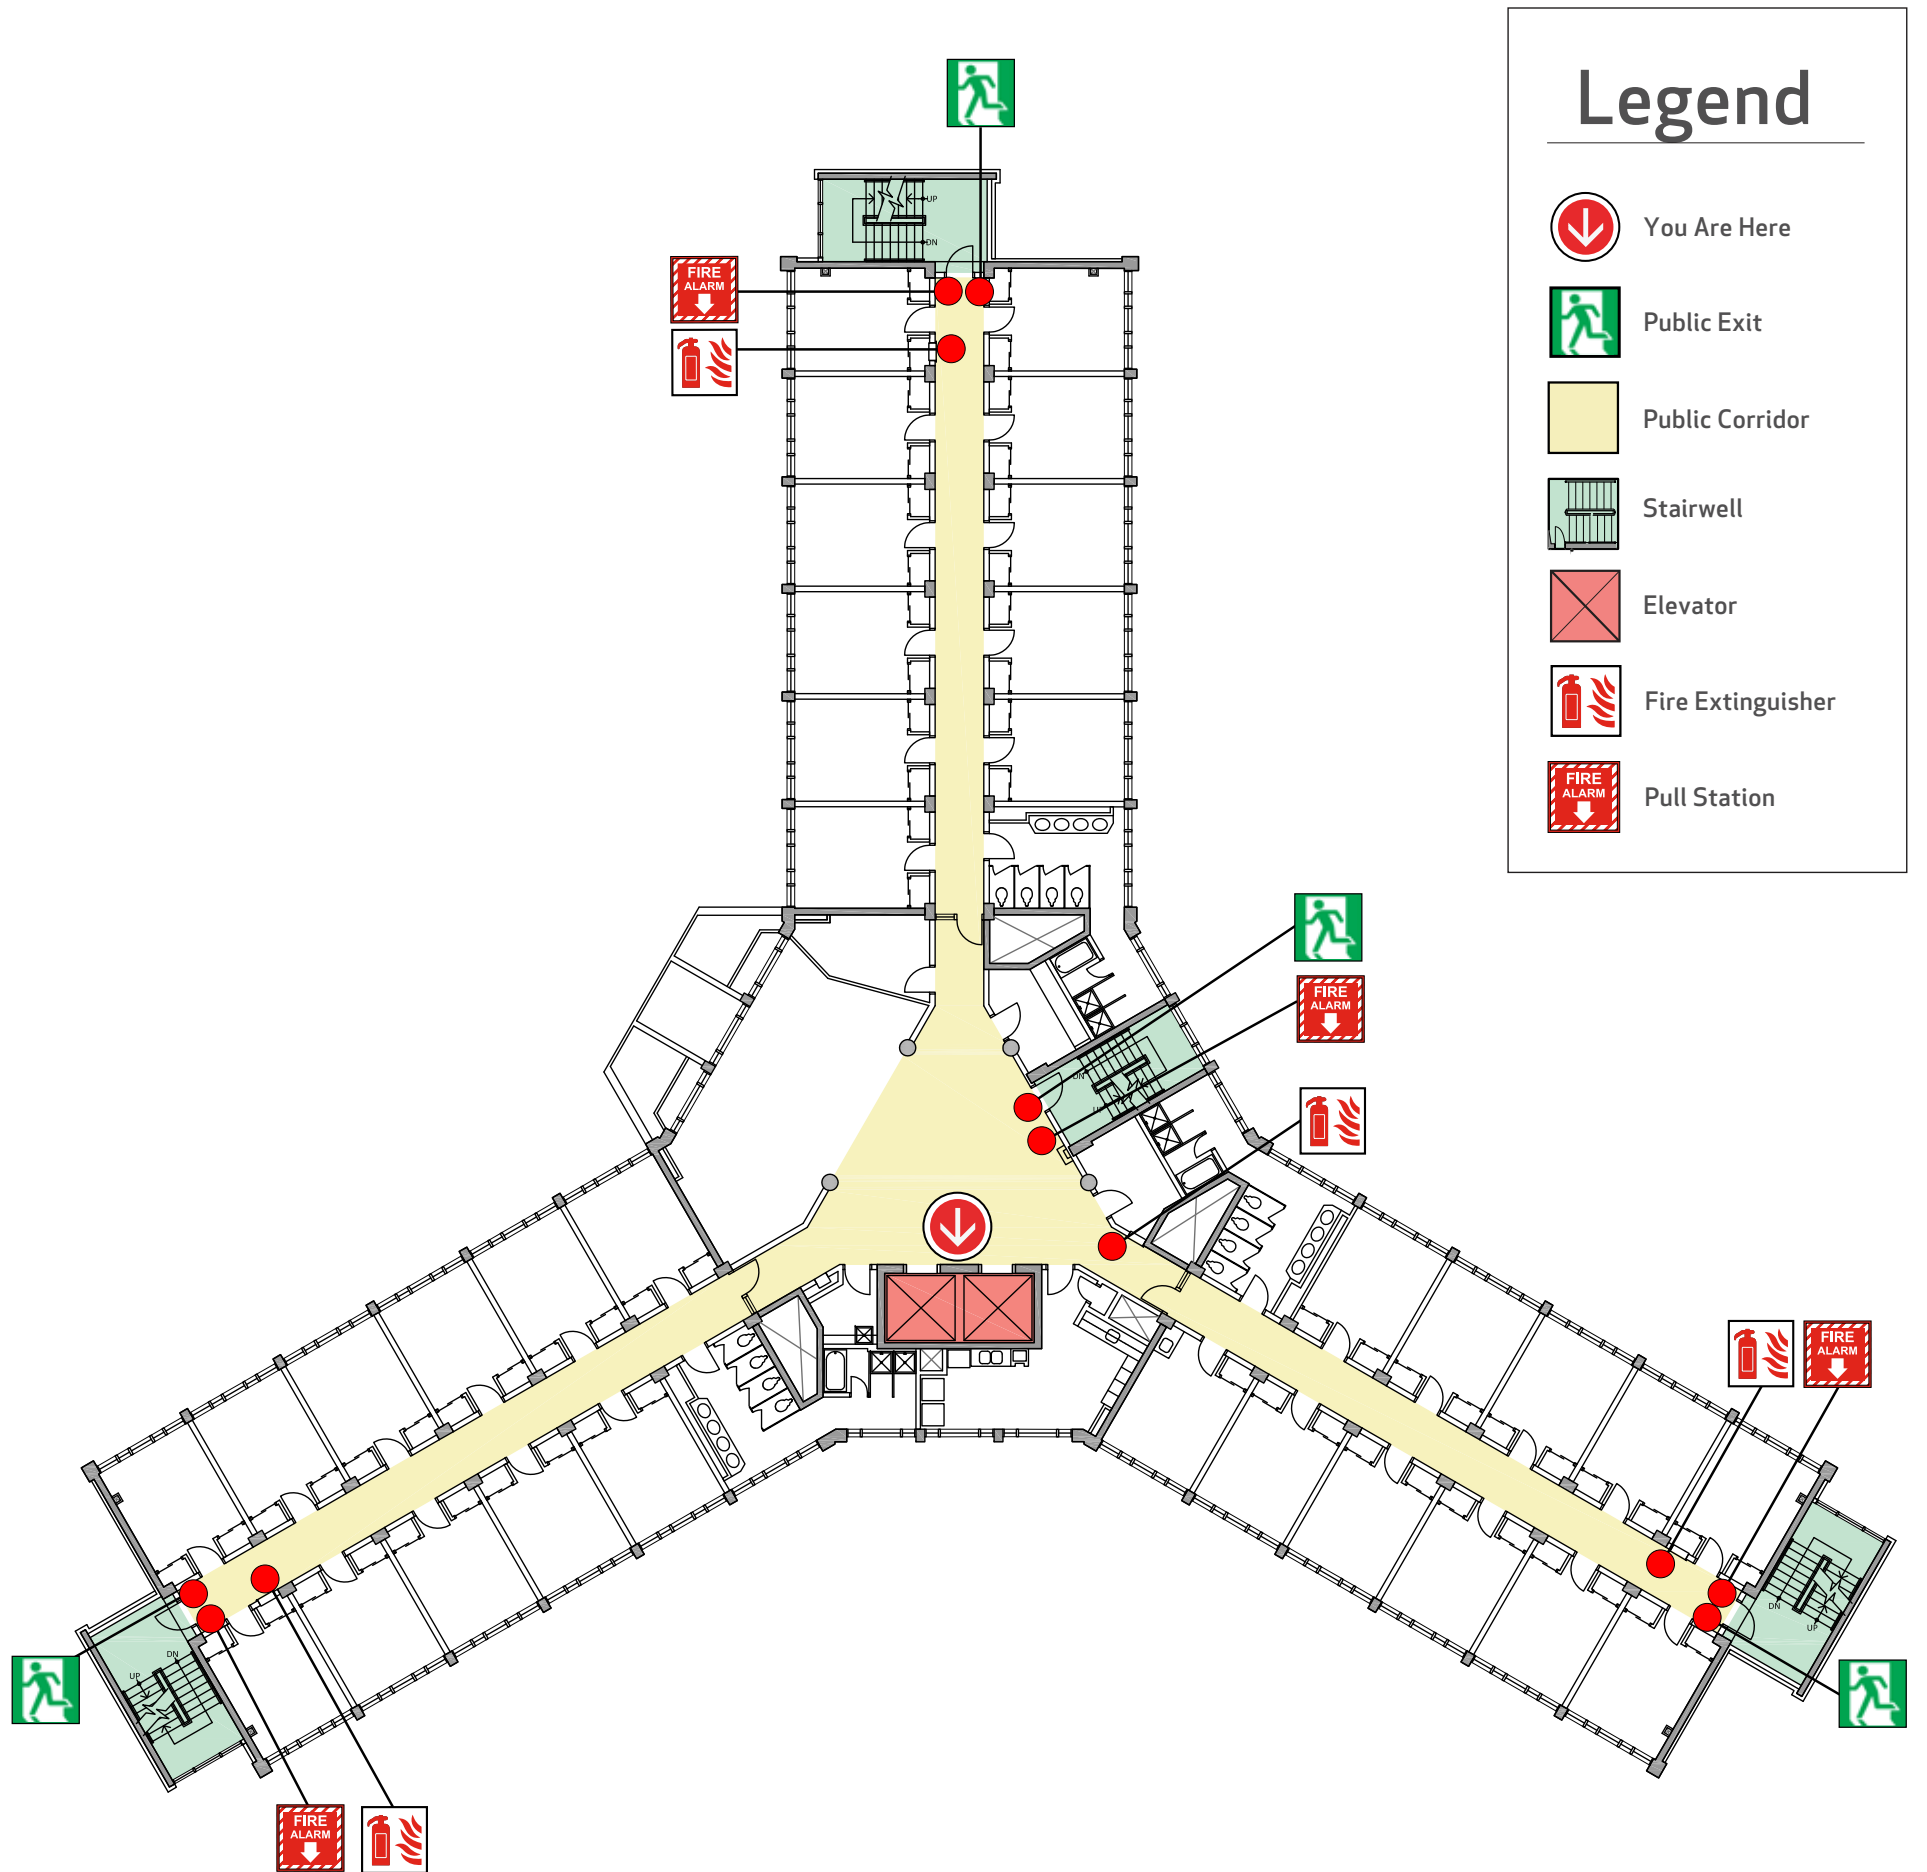 Legend
You Are Here
Public Exit
Public Corridor
Stairwell
Elevator
Fire Extinguisher
FIRE
ALARM
Pull Station
UP
DN
FIRE
ALARM
FIRE
ALARM
DN
FIRE
ALARM
DN
UP
DN
UP
FIRE
ALARM